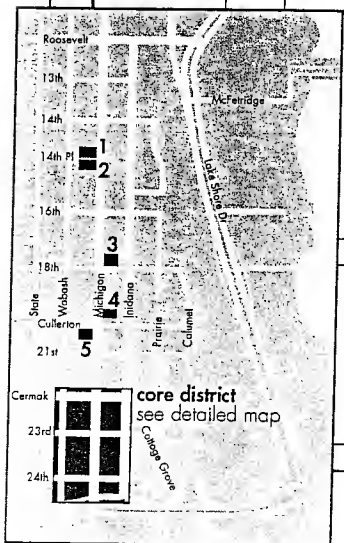 Roosevelt
13th
McFetridge
14th
14th Pl
1
2
Lake Shore Dr
16th
3
18th
State
Wabash
Michigan
Inidana
Prairie
Calumet
4
Cullerton
5
21st
Cermak
core district
see detailed map
23rd
Cottage Grove
24th